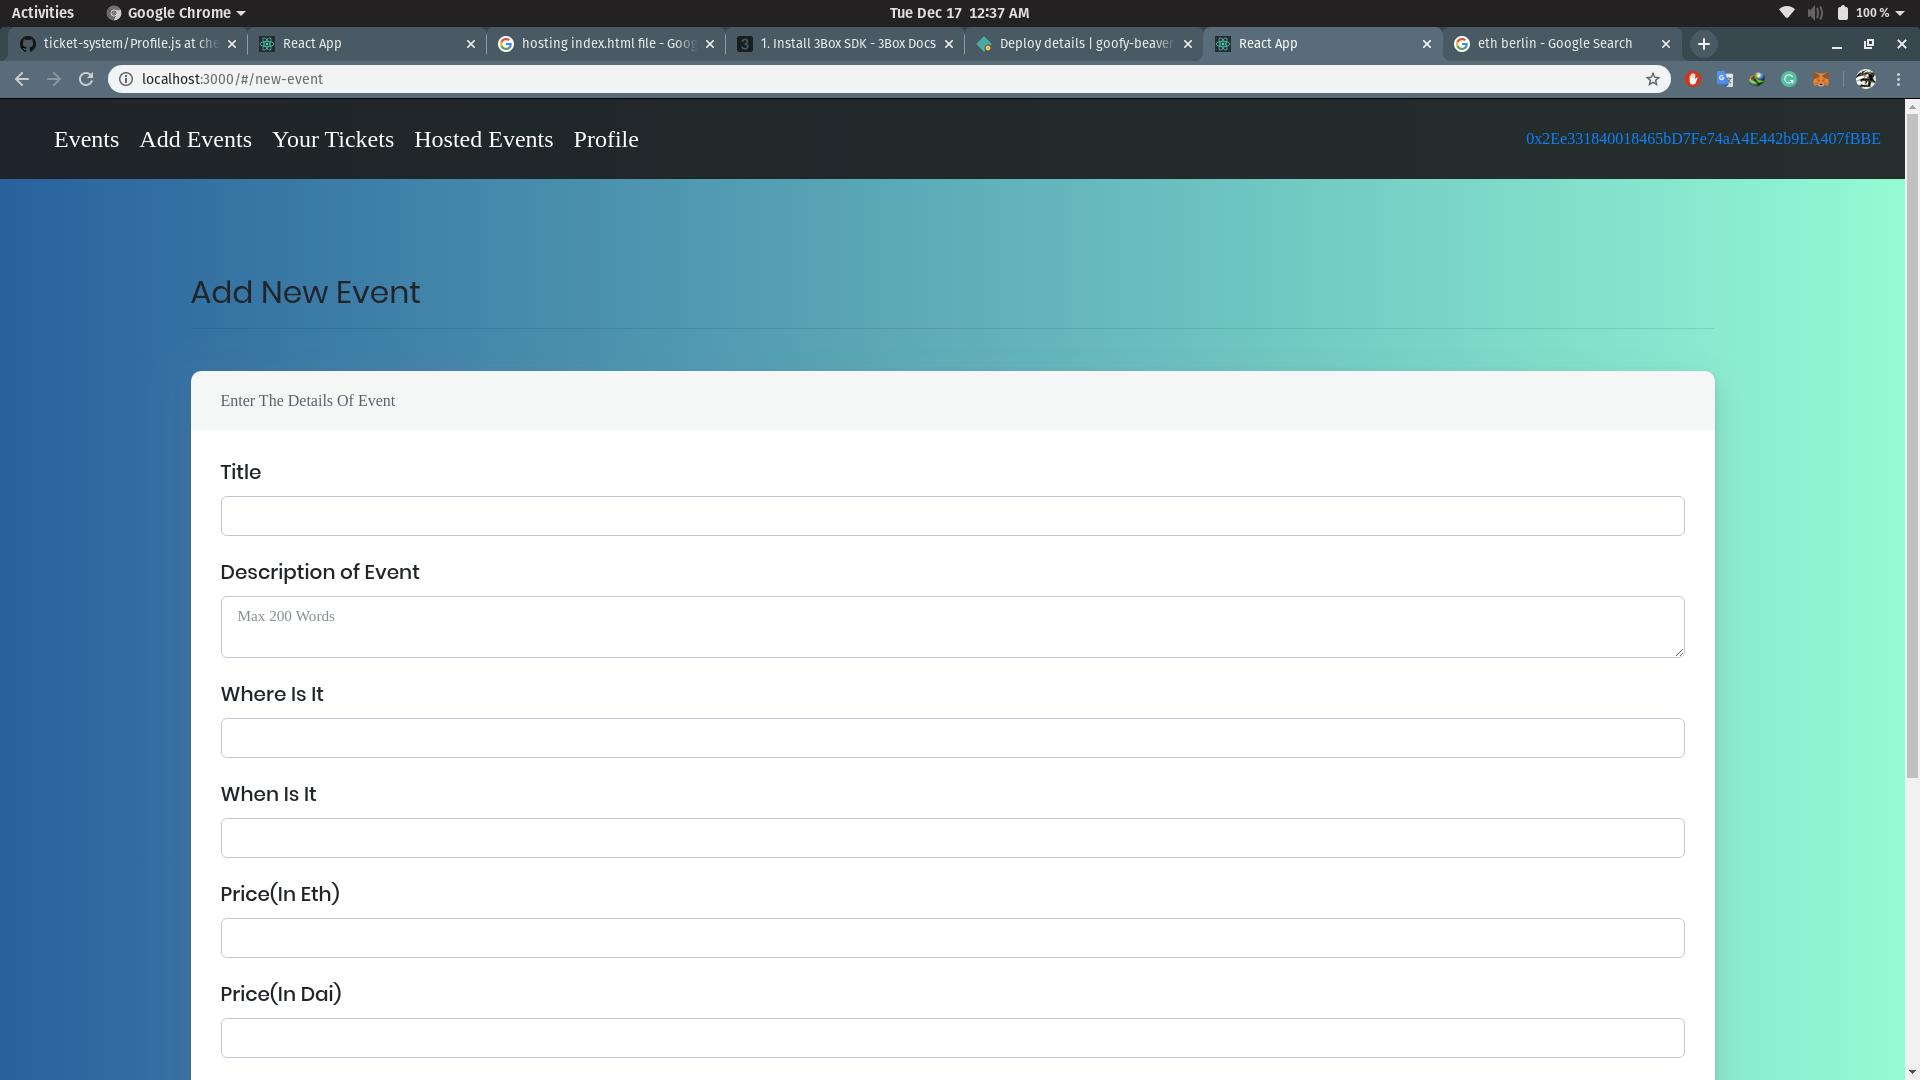 Activities Google Chrome Tue Dec 17 12:37 AM 100 %
ticket-system/Profile.js at che React App hosting index.html file - Goog 1. Install 3Box SDK - 3Box Docs Deploy details | goofy-beaver React App eth berlin - Google Search
localhost:3000/#/new-event
Events Add Events Your Tickets Hosted Events Profile 0x2Ee331840018465bD7Fe74aA4E442b9EA407fBBE
Add New Event
Enter The Details Of Event
Title
Description of Event
Max 200 Words
Where Is It
When Is It
Price(In Eth)
Price(In Dai)